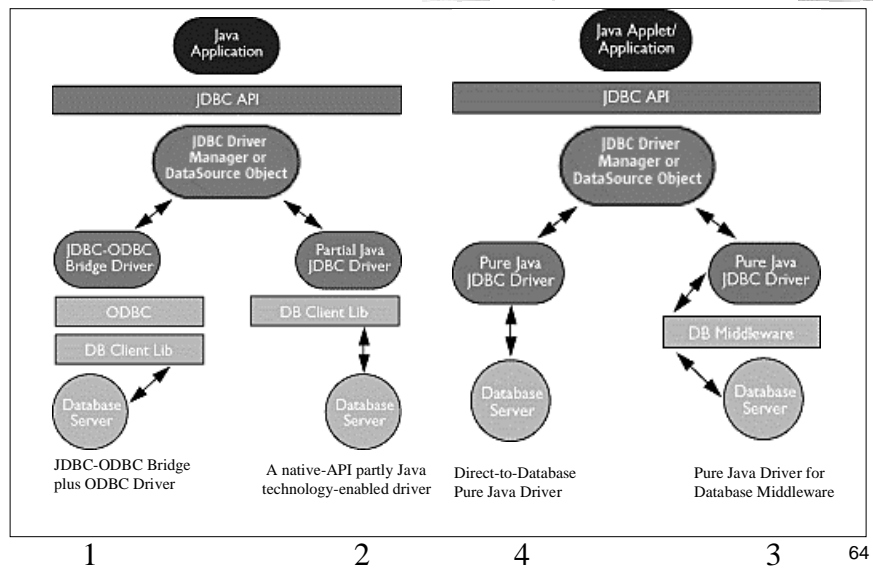 Java
Application
JDBC API
JDBC Driver
Manager or
DataSource Object
JDBC-ODBC
Bridge Driver
Partial Java
JDBC Driver
ODBC
DB Client Lib
DB Client Lib
Database
Server
Database
Server
JDBC-ODBC Bridge
plus ODBC Driver
A native-API partly Java
technology-enabled driver
Java Applet/
Application
JDBC API
JDBC Driver
Manager or
DataSource Object
Pure Java
JDBC Driver
Pure Java
JDBC Driver
DB Middleware
Database
Server
Database
Server
Direct-to-Database
Pure Java Driver
Pure Java Driver for
Database Middleware
1 2 4 3
64